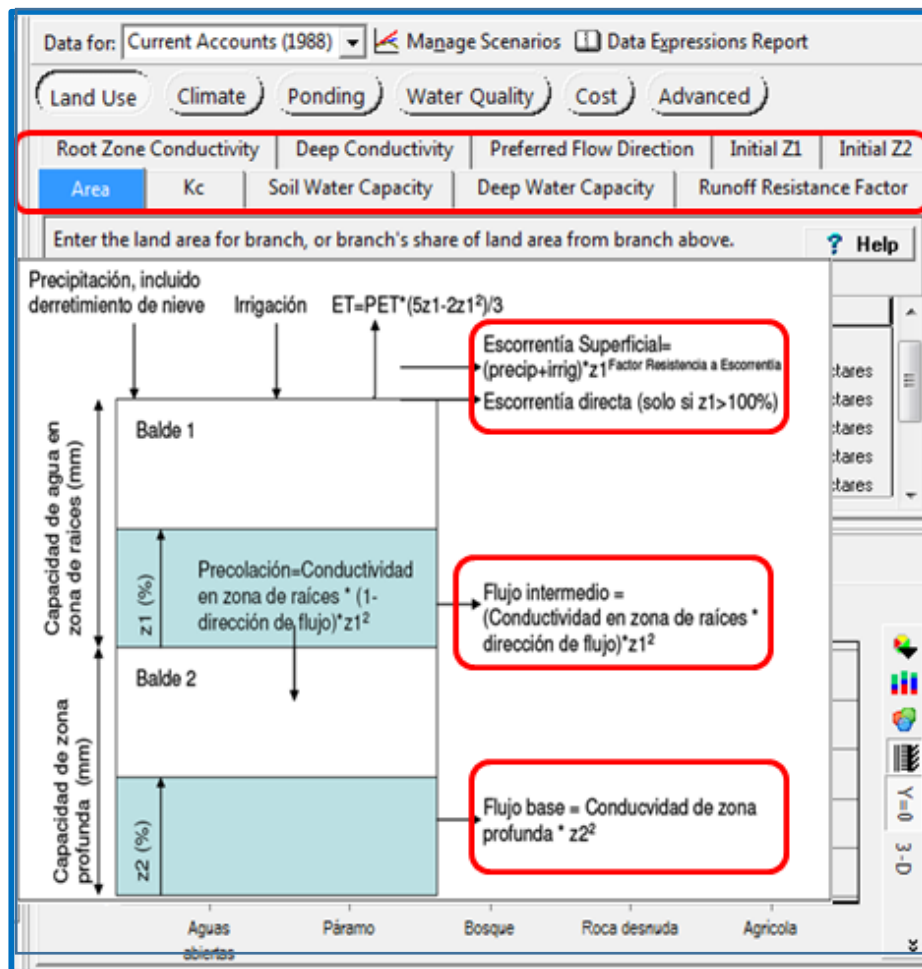 Data for: Current Accounts (1988) Manage Scenarios Data Expressions Report
Land Use Climate Ponding Water Quality Cost Advanced
Root Zone Conductivity Deep Conductivity Preferred Flow Direction Initial Z1 Initial Z2
Area Kc Soil Water Capacity Deep Water Capacity Runoff Resistance Factor
Enter the land area for branch, or branch's share of land area from branch above. ? Help
Precipitación, incluido
derretimiento de nieve
Irrigación
ET=PET*(5z1-2z1²)/3
Escorrentía Superficial=
(precip+irrig)*z1^Factor Resistencia a Escorrentía
Escorrentía directa (solo si z1>100%)
ctares
ctares
ctares
ctares
ctares
Capacidad de agua en
zona de raices (mm)
Balde 1
z1 (%)
Precolación=Conductividad
en zona de raíces * (1-
dirección de flujo)*z1²
Flujo intermedio =
(Conductividad en zona de raíces *
dirección de flujo)*z1²
Capacidad de zona
profunda (mm)
Balde 2
z2 (%)
Flujo base = Conducvidad de zona
profunda * z2²
Y=0
3-D
Aguas
abiertas
Páramo
Bosque
Roca desnuda
Agricola